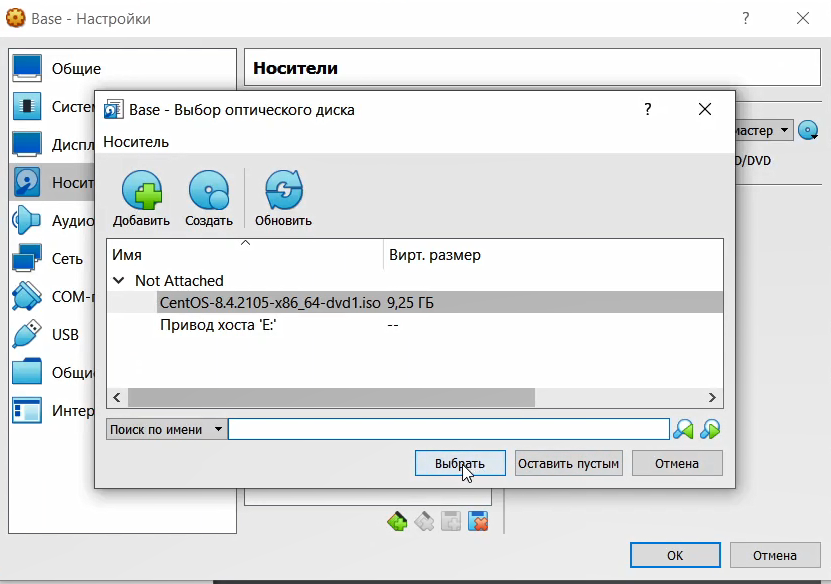 Base - Настройки
?
Общие
Носители
Систе
Base - Выбор оптического диска
?
Диспл
Носитель
мастер
D/DVD
Носит
Добавить Создать Обновить
Аудио
Имя Вирт. размер
Сеть
Not Attached
COM-п
CentOS-8.4.2105-x86_64-dvd1.iso 9,25 ГБ
Привод хоста 'E:' --
USB
Общи
Интер
Поиск по имени
Выбрать Оставить пустым Отмена
OK Отмена